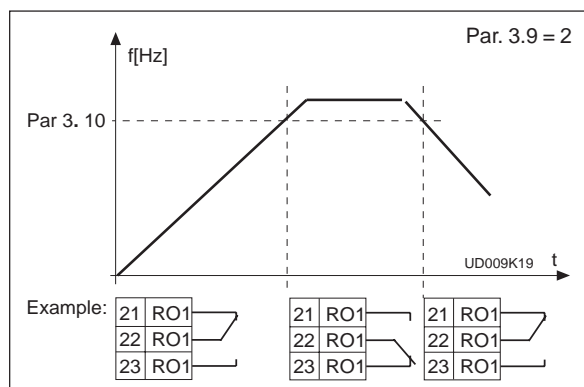 Par. 3.9 = 2
f[Hz]
Par 3. 10
UD009K19
t
Example:
21 RO1
22 RO1
23 RO1
21 RO1
22 RO1
23 RO1
21 RO1
22 RO1
23 RO1